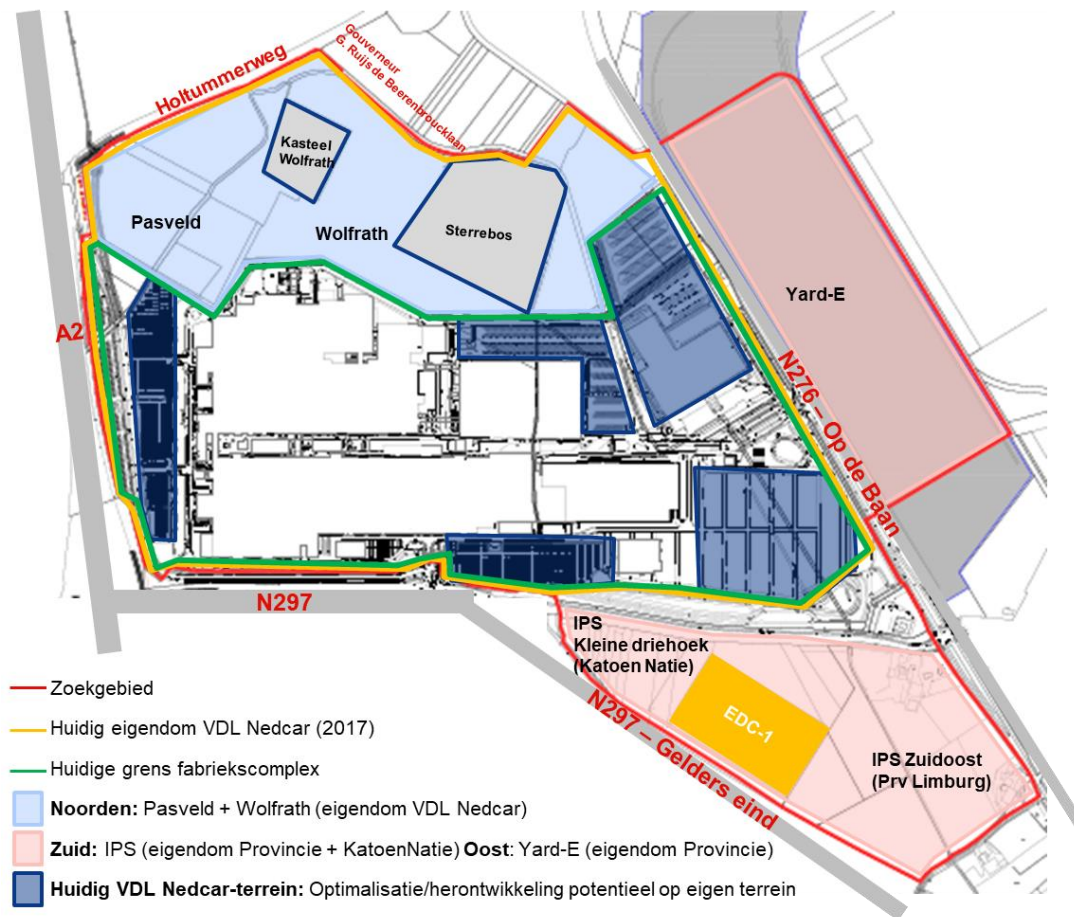 Holtummerweg
Gouverneur
G. Ruijs de Beerenbroucklaan
Kasteel
Wolfrath
Pasveld
Wolfrath
Sterrebos
Yard-E
A2
N276 – Op de Baan
N297
IPS
Kleine driehoek
(Katoen Natie)
EDC-1
N297 – Gelders eind
IPS Zuidoost
(Prv Limburg)
Zoekgebied
Huidig eigendom VDL Nedcar (2017)
Huidige grens fabriekscomplex
Noorden: Pasveld + Wolfrath (eigendom VDL Nedcar)
Zuid: IPS (eigendom Provincie + KatoenNatie) Oost: Yard-E (eigendom Provincie)
Huidig VDL Nedcar-terrein: Optimalisatie/herontwikkeling potentieel op eigen terrein